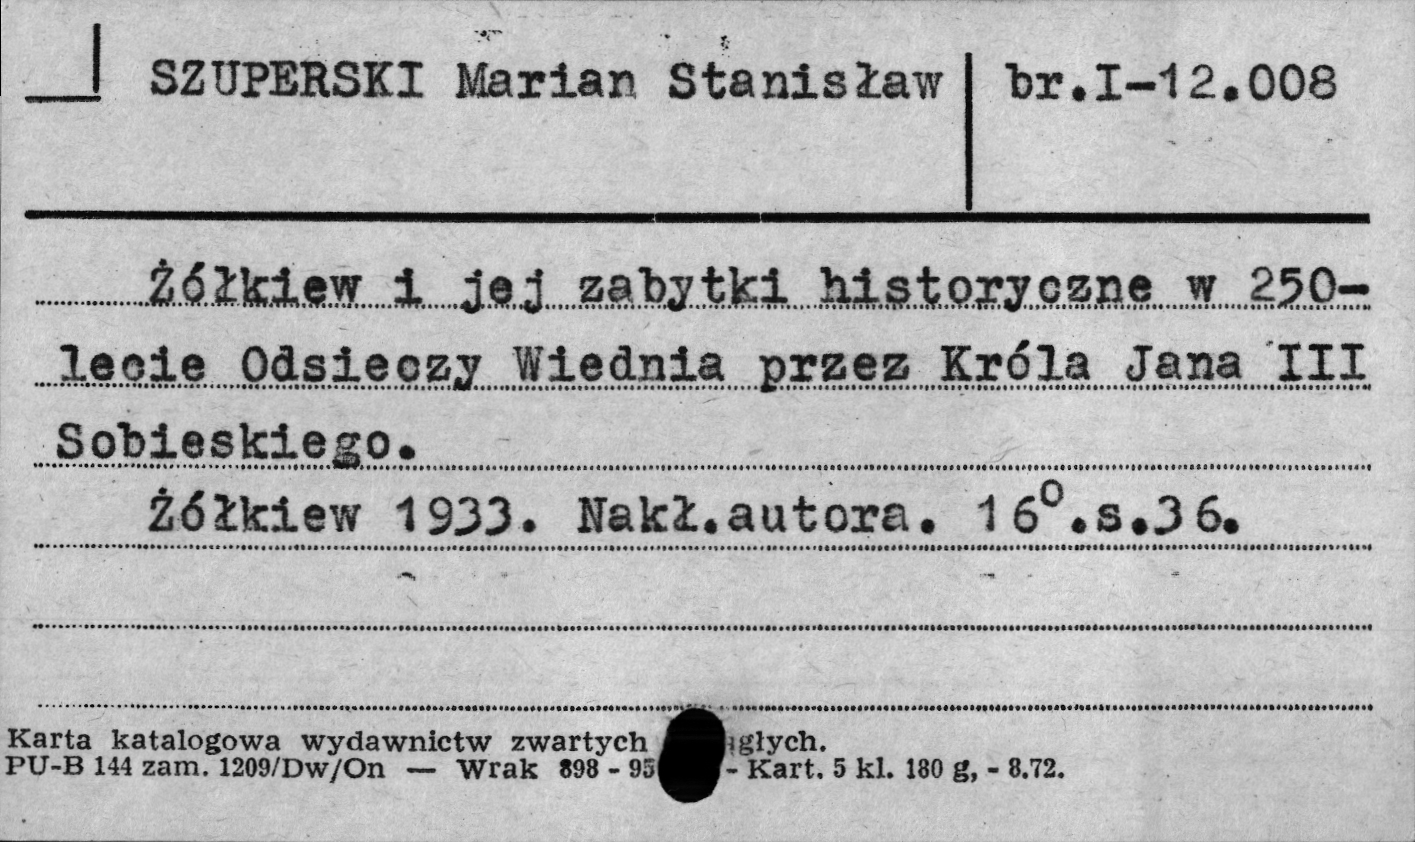 SZUPERSKI Marian Stanisław br.I-12.008
Żółkiew i jej zabytki historyczne w 250-
lecie Odsieczy Wiednia przez Króla Jana III
Sobieskiego.
Żółkiew 1933. Nakł.autora. 16⁰.s.36.
Karta katalogowa wydawnictw zwartych
PU-B 144 zam. 1209/Dw/On — Wrak 898 - 95 - Kart. 5 kl. 180 g, - 8.72.